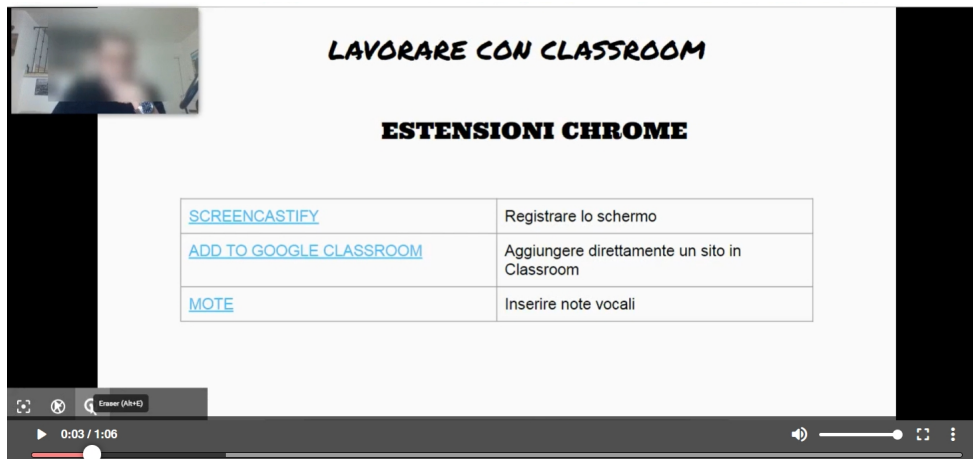 LAVORARE CON CLASSROOM
ESTENSIONI CHROME
SCREENCASTIFY
Registrare lo schermo
ADD TO GOOGLE CLASSROOM
Aggiungere direttamente un sito in
Classroom
MOTE
Inserire note vocali
Eraser (Alt+E)
0:03 / 1:06